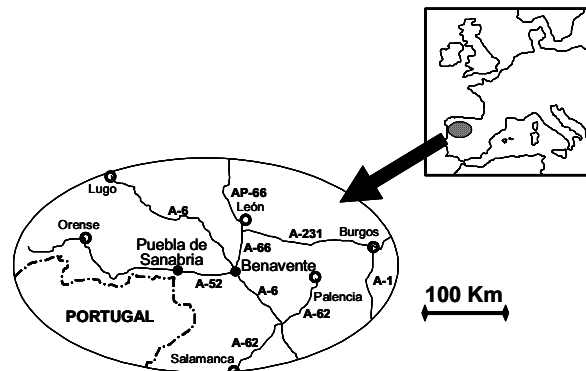 Lugo
AP-66
León
A-6
A-231
Orense
Burgos
Puebla de
Sanabria
A-66
Benavente
A-52
A-6
Palencia
A-1
A-62
PORTUGAL
100 Km
A-62
Salamanca